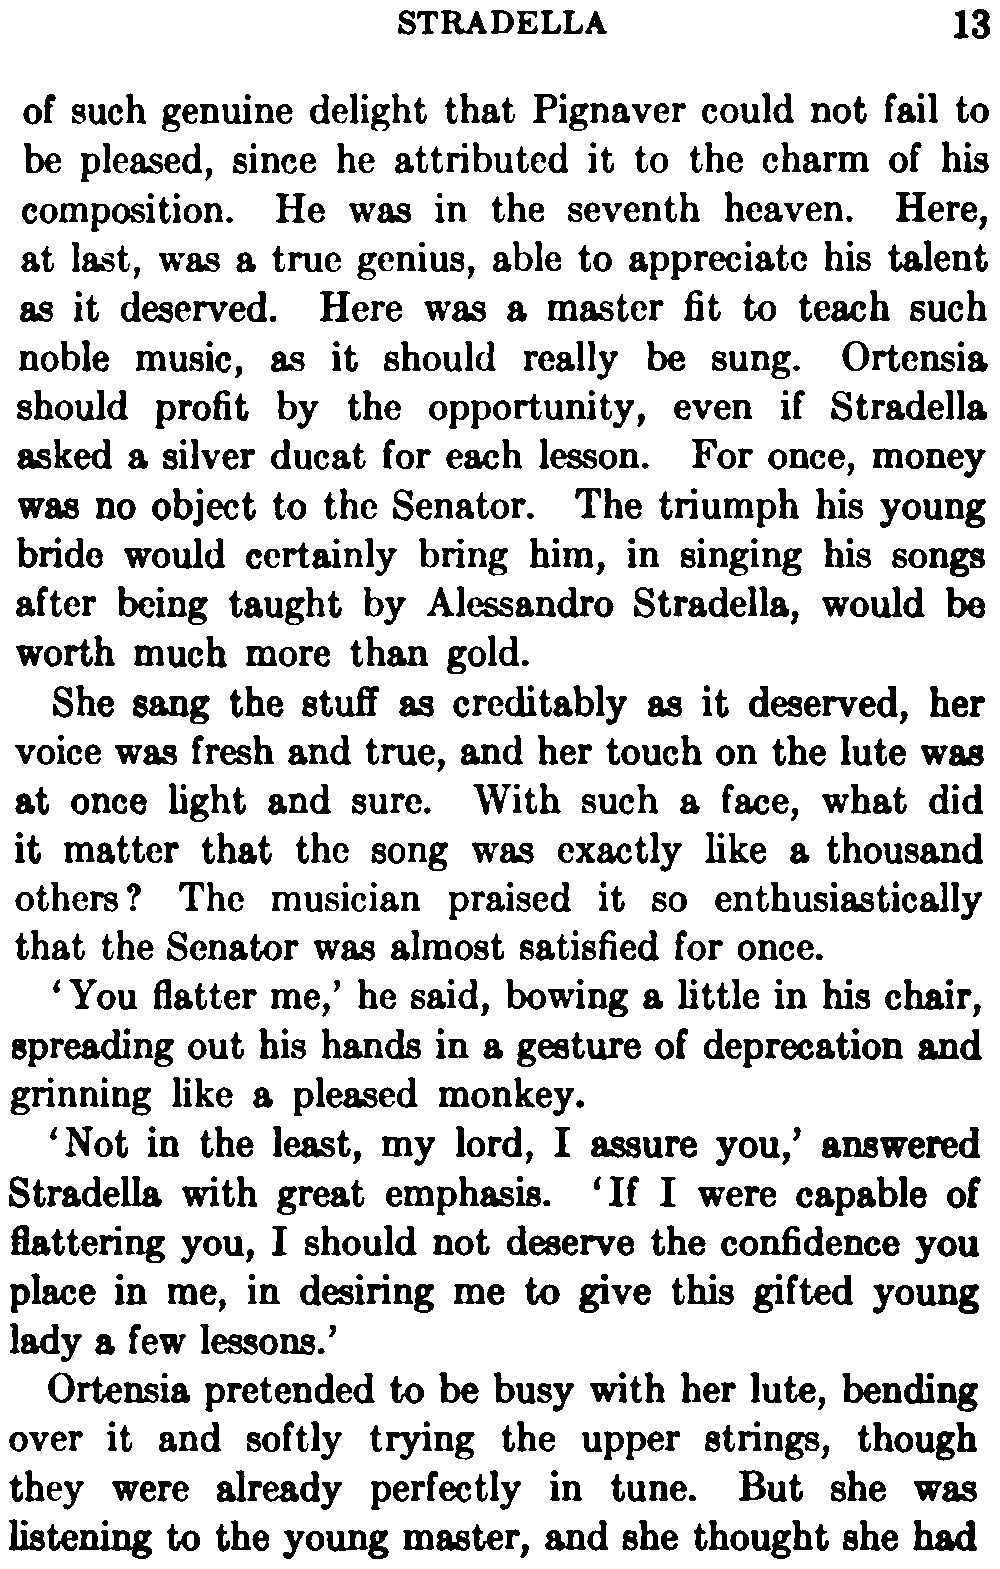 STRADELLA 13
of such genuine delight that Pignaver could not fail to
be pleased, since he attributed it to the charm of his
composition. He was in the seventh heaven. Here,
at last, was a true genius, able to appreciate his talent
as it deserved. Here was a master fit to teach such
noble music, as it should really be sung. Ortensia
should profit by the opportunity, even if Stradella
asked a silver ducat for each lesson. For once, money
was no object to the Senator. The triumph his young
bride would certainly bring him, in singing his songs
after being taught by Alessandro Stradella, would be
worth much more than gold.
She sang the stuff as creditably as it deserved, her
voice was fresh and true, and her touch on the lute was
at once light and sure. With such a face, what did
it matter that the song was exactly like a thousand
others? The musician praised it so enthusiastically
that the Senator was almost satisfied for once.
‘You flatter me,’ he said, bowing a little in his chair,
spreading out his hands in a gesture of deprecation and
grinning like a pleased monkey.
‘Not in the least, my lord, I assure you,’ answered
Stradella with great emphasis. ‘If I were capable of
flattering you, I should not deserve the confidence you
place in me, in desiring me to give this gifted young
lady a few lessons.’
Ortensia pretended to be busy with her lute, bending
over it and softly trying the upper strings, though
they were already perfectly in tune. But she was
listening to the young master, and she thought she had